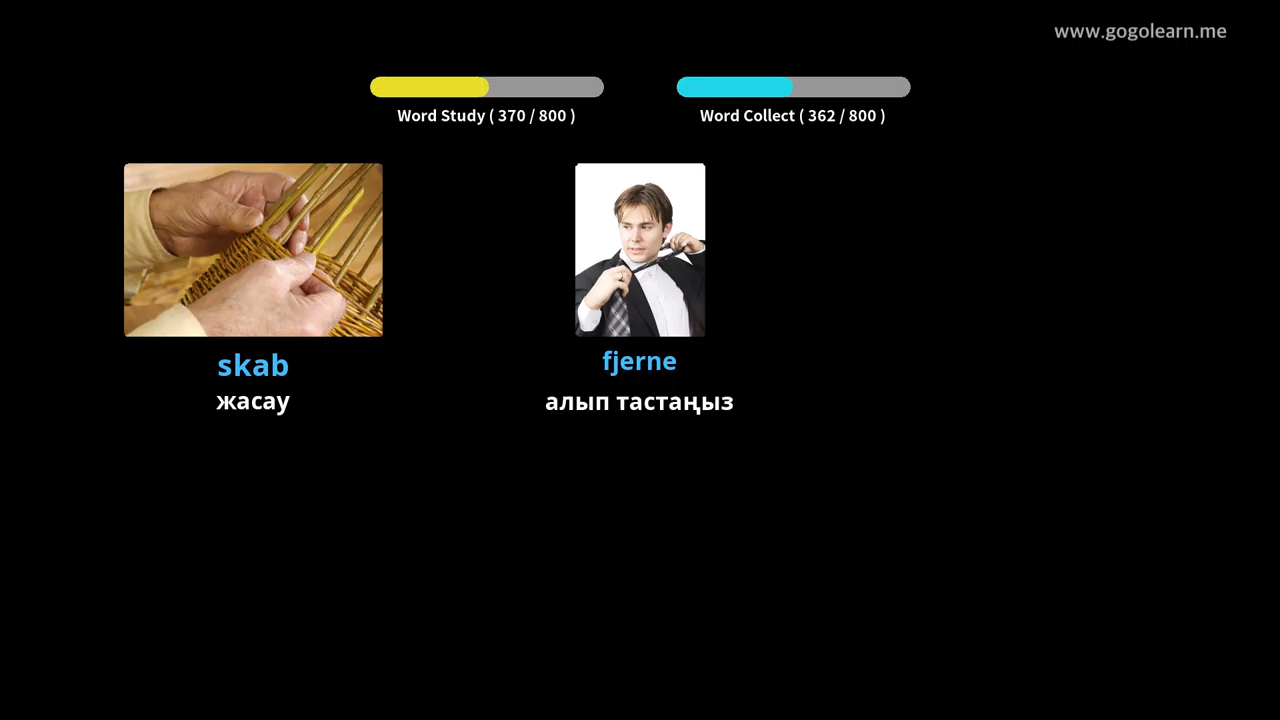 www.gogolearn.me
Word Study ( 370 / 800 )
Word Collect ( 362 / 800 )
skab
жасау
fjerne
алып тастаңыз